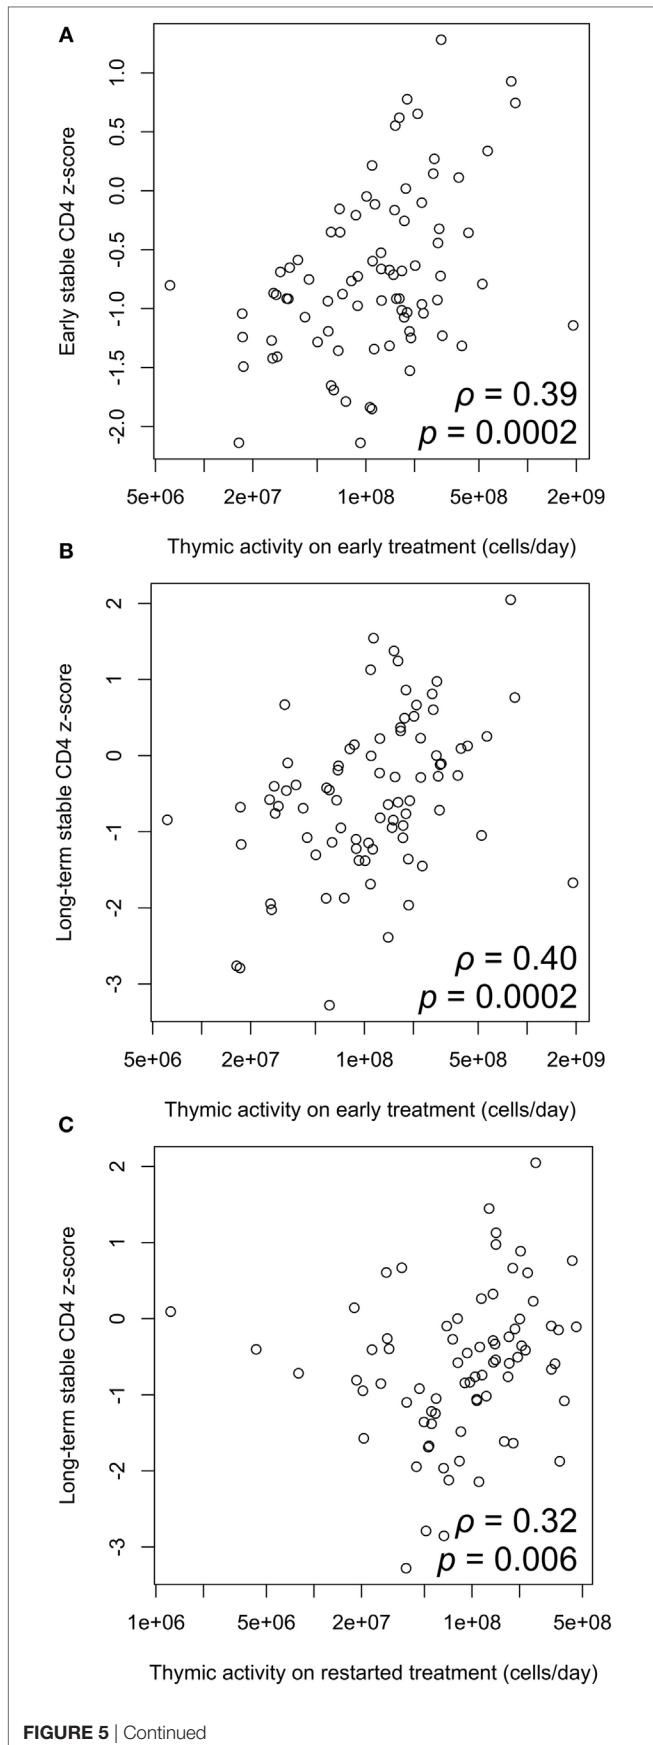 A
Early stable CD4 z-score
1.0
0.5
0.0
-0.5
-1.0
-1.5
-2.0
ρ = 0.39
p = 0.0002
5e+06 2e+07 1e+08 5e+08 2e+09
Thymic activity on early treatment (cells/day)
B
Long-term stable CD4 z-score
2
1
0
-1
-2
-3
ρ = 0.40
p = 0.0002
5e+06 2e+07 1e+08 5e+08 2e+09
Thymic activity on early treatment (cells/day)
C
Long-term stable CD4 z-score
2
1
0
-1
-2
-3
ρ = 0.32
p = 0.006
1e+06 5e+06 2e+07 1e+08 5e+08
Thymic activity on restarted treatment (cells/day)
FIGURE 5 | Continued